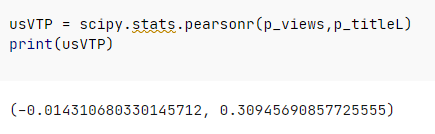 usVTP = scipy.stats.pearsonr(p_views,p_titleL)
print(usVTP)
(-0.014310680330145712, 0.30945690857725555)